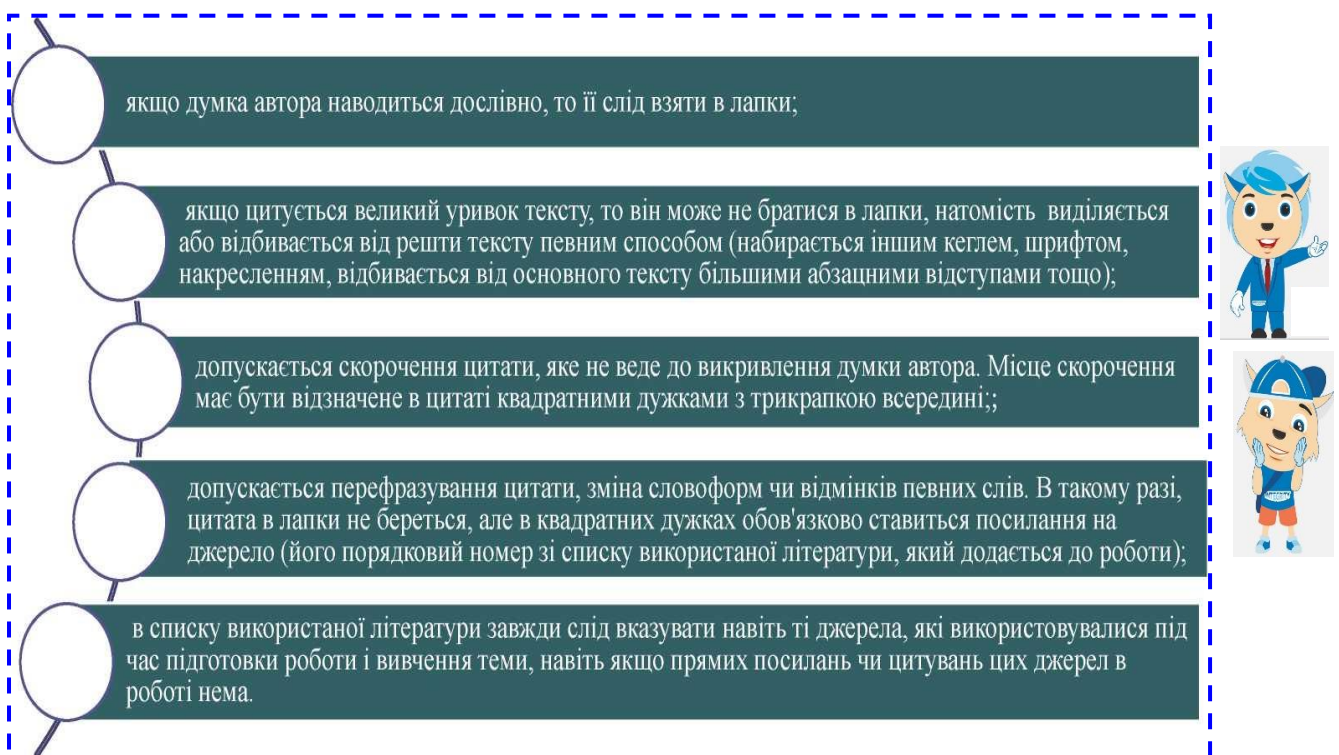 якщо думка автора наводиться дослівно, то її слід взяти в лапки;
якщо цитується великий уривок тексту, то він може не братися в лапки, натомість виділяється
або відбивається від решти тексту певним способом (набирається іншим кеглем, шрифтом,
накресленням, відбивається від основного тексту більшими абзацними відступами тощо);
допускається скорочення цитати, яке не веде до викривлення думки автора. Місце скорочення
має бути відзначене в цитаті квадратними дужками з трикрапкою всередині;;
допускається перефразування цитати, зміна словоформ чи відмінків певних слів. В такому разі,
цитата в лапки не береться, але в квадратних дужках обов'язково ставиться посилання на
джерело (його порядковий номер зі списку використаної літератури, який додається до роботи);
в списку використаної літератури завжди слід вказувати навіть ті джерела, які використовувалися під
час підготовки роботи і вивчення теми, навіть якщо прямих посилань чи цитувань цих джерел в
роботі нема.